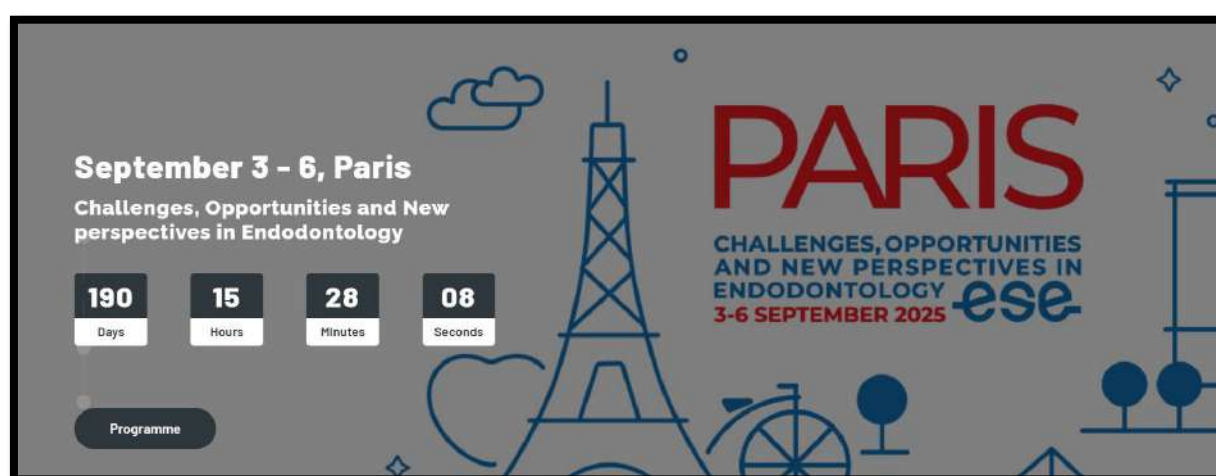 September 3 - 6, Paris
Challenges, Opportunities and New
perspectives in Endodontology
190 15 28 08
Days Hours Minutes Seconds
Programme
PARIS
CHALLENGES, OPPORTUNITIES
AND NEW PERSPECTIVES IN
ENDODONTOLOGY ese
3-6 SEPTEMBER 2025